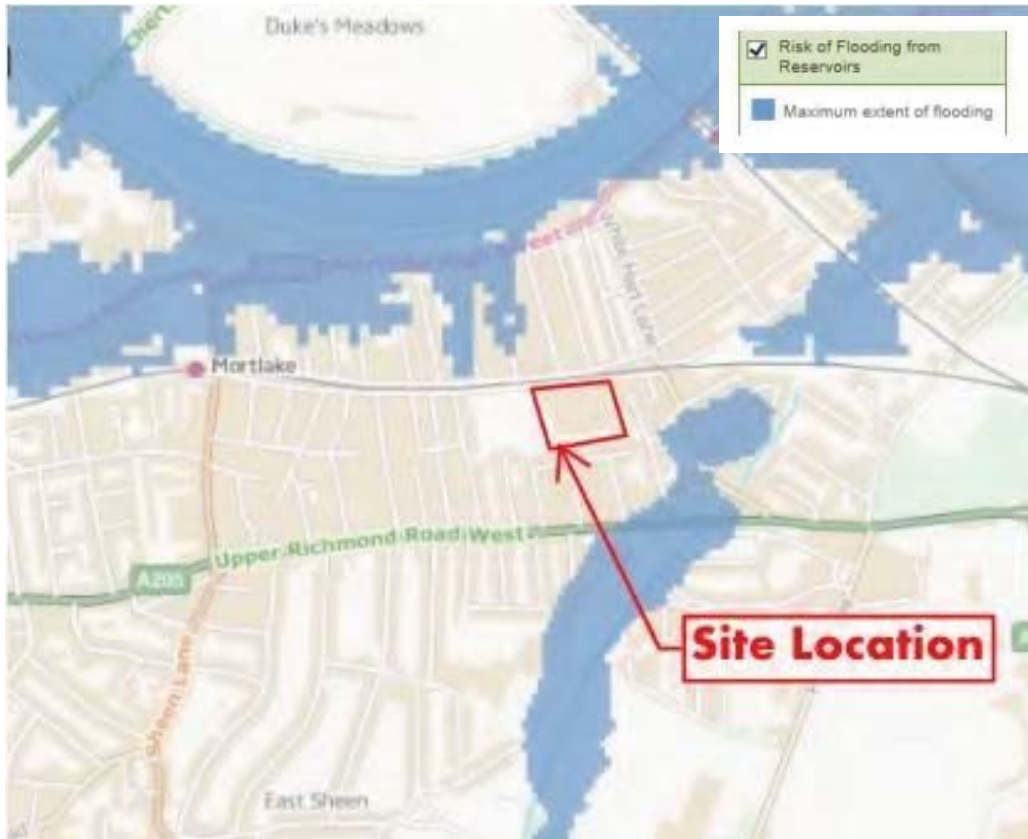 Duke's Meadows
Risk of Flooding from
Reservoirs
Maximum extent of flooding
White Hart Lane
Mortlake
Upper Richmond Road West
A205
Site Location
Sheen Lane
East Sheen